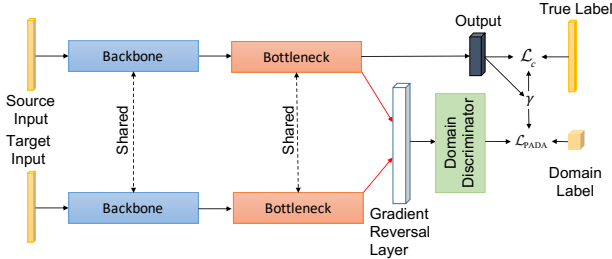 Output
True Label
Backbone
Bottleneck
ℒc
Source
Input
Shared
Shared
γ
Target
Input
Domain
Discriminator
ℒPADA
Backbone
Bottleneck
Gradient
Reversal
Layer
Domain
Label